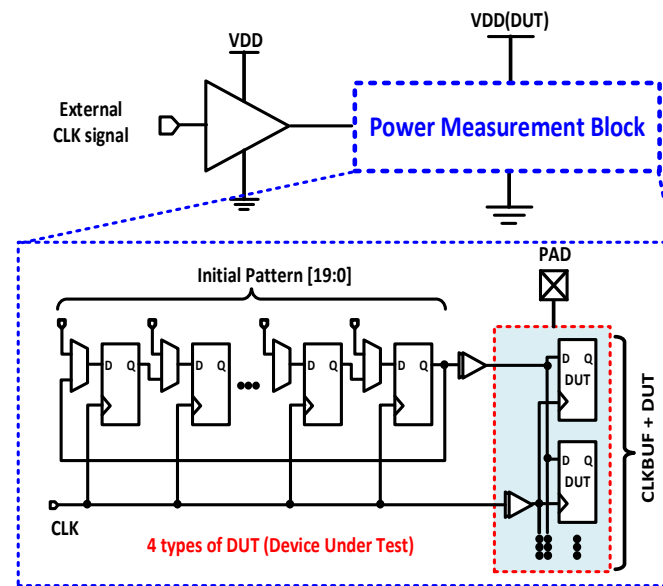 VDD
VDD(DUT)
External
CLK signal
Power Measurement Block
PAD
Initial Pattern [19:0]
D Q
D Q
D Q
D Q
D Q
DUT
D Q
DUT
CLK
4 types of DUT (Device Under Test)
CLKBUF + DUT